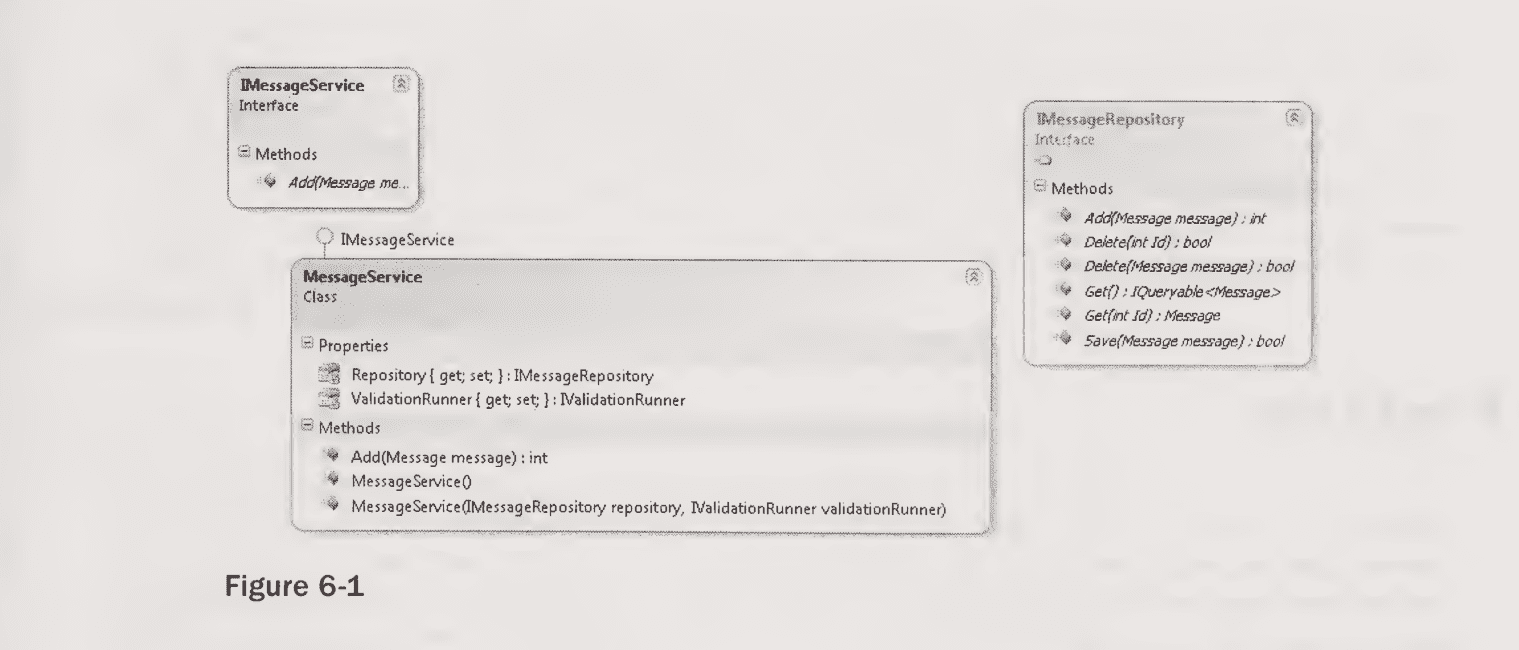 IMessageService
Interface
Methods
Add(Message me...
IMessageService
MessageService
Class
Properties
Repository { get; set; } : IMessageRepository
ValidationRunner { get; set; } : IValidationRunner
Methods
Add(Message message) : int
MessageService()
MessageService(IMessageRepository repository, IValidationRunner validationRunner)
IMessageRepository
Interface
Methods
Add(Message message) : int
Delete(int Id) : bool
Delete(Message message) : bool
Get() : IQueryable<Message>
Get(int Id) : Message
Save(Message message) : bool
Figure 6-1